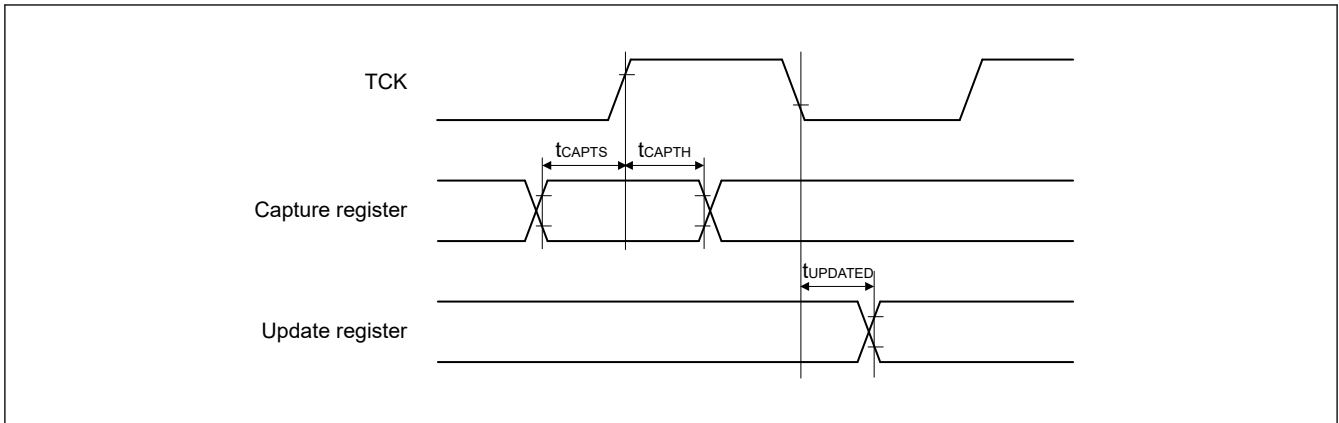 TCK
tCAPTS tCAPTH
Capture register
tUPDATED
Update register